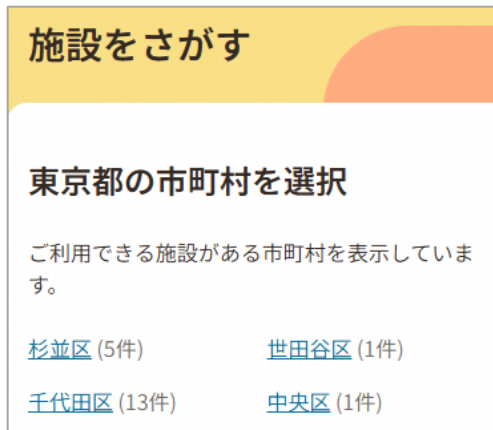 施設をさがす
東京都の市町村を選択
ご利用できる施設がある市町村を表示していま
す。
杉並区 (5件) 世田谷区 (1件)
千代田区 (13件) 中央区 (1件)